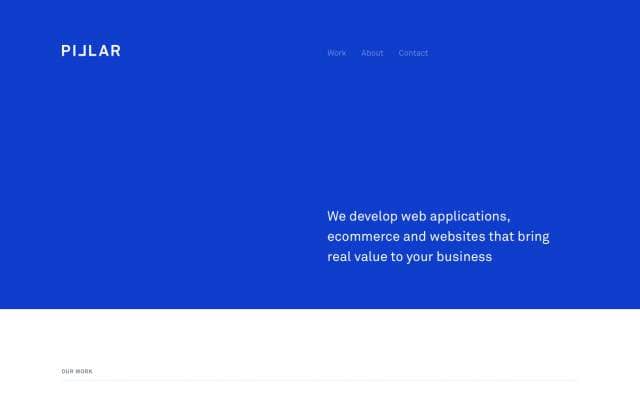 PILLAR
Work About Contact
We develop web applications,
ecommerce and websites that bring
real value to your business
OUR WORK